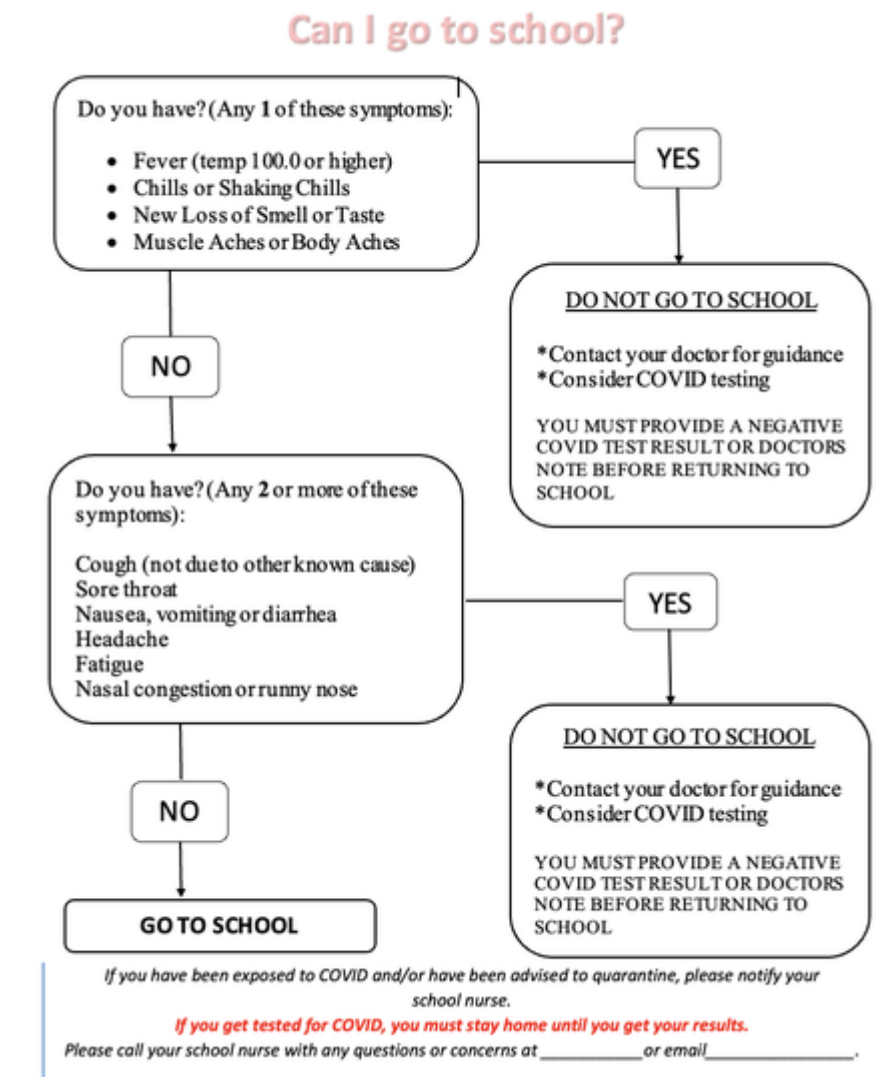 Can I go to school?
Do you have? (Any 1 of these symptoms):
• Fever (temp 100.0 or higher)
• Chills or Shaking Chills
• New Loss of Smell or Taste
• Muscle Aches or Body Aches
YES
DO NOT GO TO SCHOOL
*Contact your doctor for guidance
*Consider COVID testing
YOU MUST PROVIDE A NEGATIVE
COVID TEST RESULT OR DOCTORS
NOTE BEFORE RETURNING TO
SCHOOL
NO
Do you have? (Any 2 or more of these
symptoms):
Cough (not due to other known cause)
Sore throat
Nausea, vomiting or diarrhea
Headache
Fatigue
Nasal congestion or runny nose
YES
DO NOT GO TO SCHOOL
*Contact your doctor for guidance
*Consider COVID testing
YOU MUST PROVIDE A NEGATIVE
COVID TEST RESULT OR DOCTORS
NOTE BEFORE RETURNING TO
SCHOOL
NO
GO TO SCHOOL
If you have been exposed to COVID and/or have been advised to quarantine, please notify your
school nurse.
If you get tested for COVID, you must stay home until you get your results.
Please call your school nurse with any questions or concerns at ____________ or email__________________.